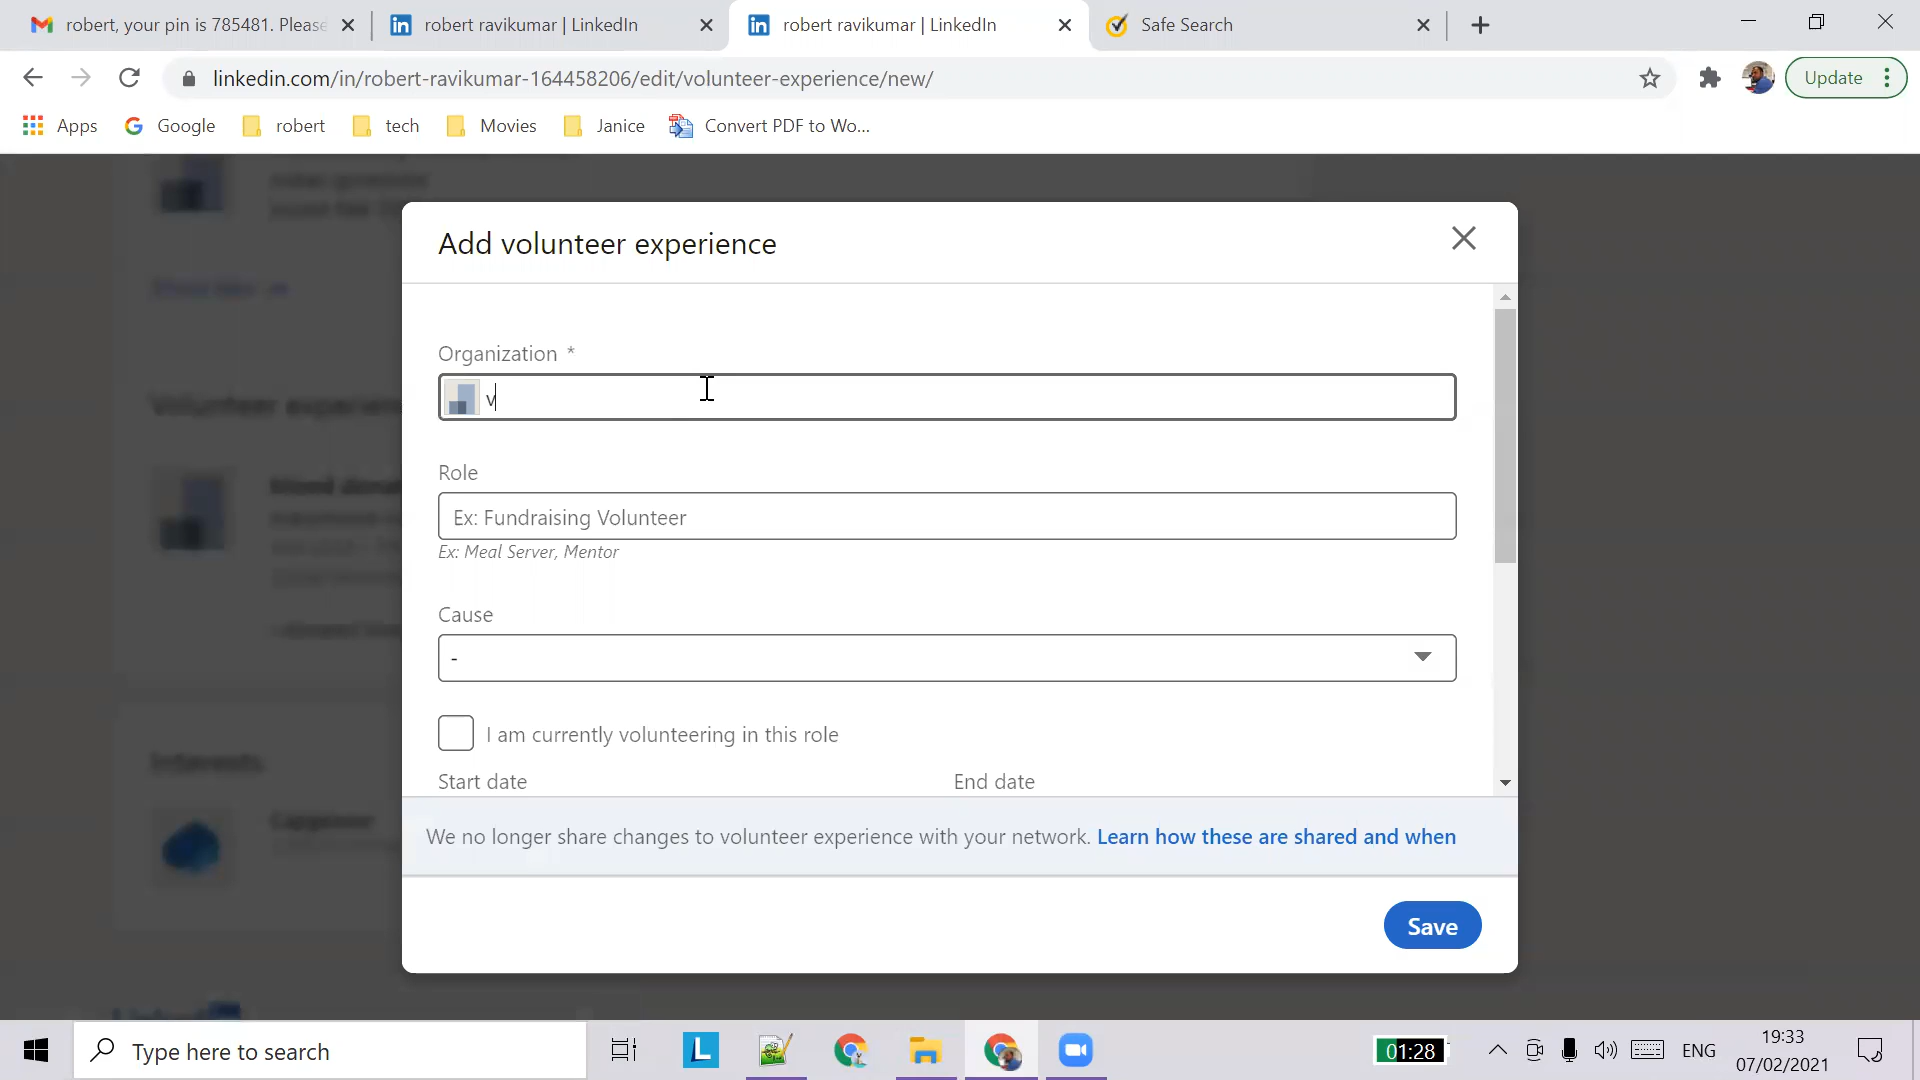 robert, your pin is 785481. Please
robert ravikumar | LinkedIn
robert ravikumar | LinkedIn
Safe Search
linkedin.com/in/robert-ravikumar-164458206/edit/volunteer-experience/new/
Update
Apps
Google
robert
tech
Movies
Janice
Convert PDF to Wo...
Add volunteer experience
Organization *
v
Role
Ex: Fundraising Volunteer
Ex: Meal Server, Mentor
Cause
-
I am currently volunteering in this role
Start date
End date
We no longer share changes to volunteer experience with your network. Learn how these are shared and when
Save
Volunteer experien
Interests
Capgemini
Type here to search
L
01:28
ENG
19:33
07/02/2021